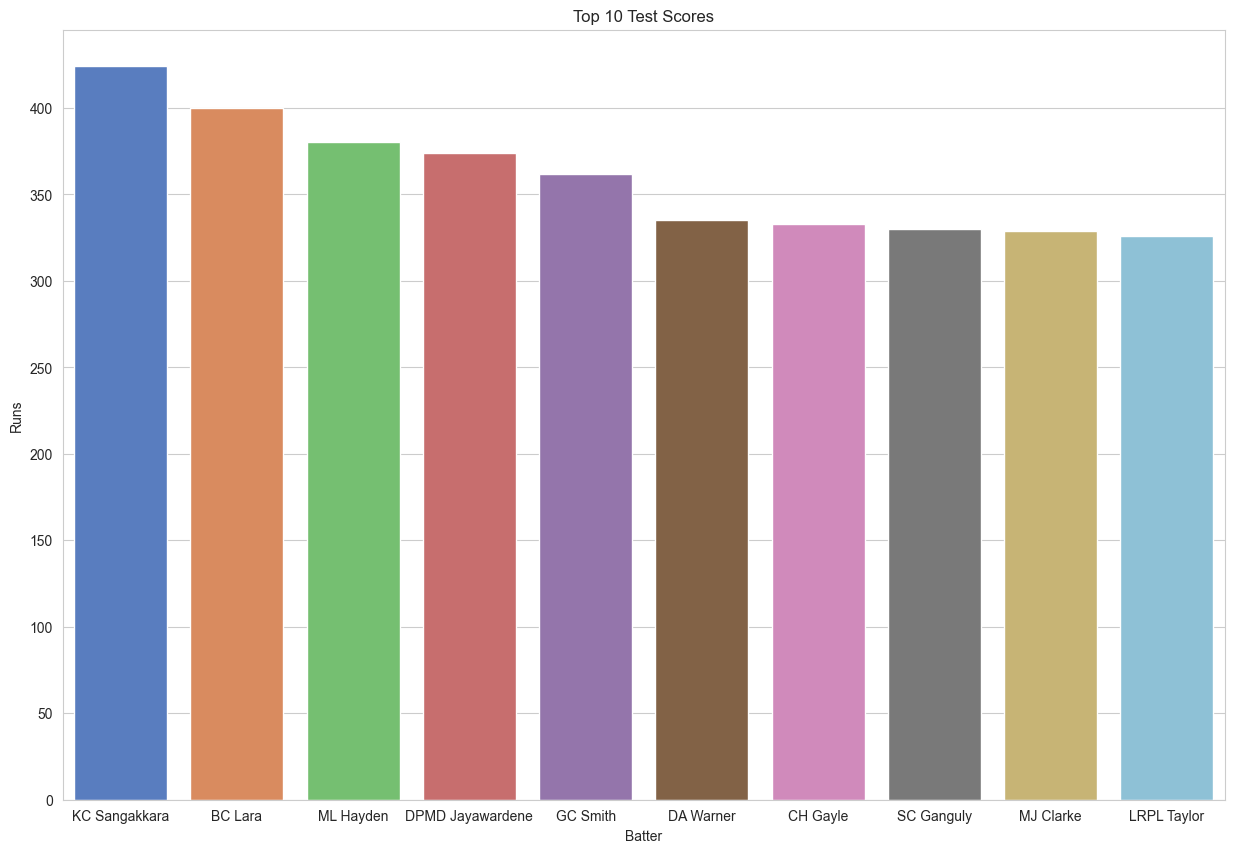 Top 10 Test Scores
Runs
400
350
300
250
200
150
100
50
0
KC Sangakkara BC Lara ML Hayden DPMD Jayawardene GC Smith DA Warner CH Gayle SC Ganguly MJ Clarke LRPL Taylor
Batter